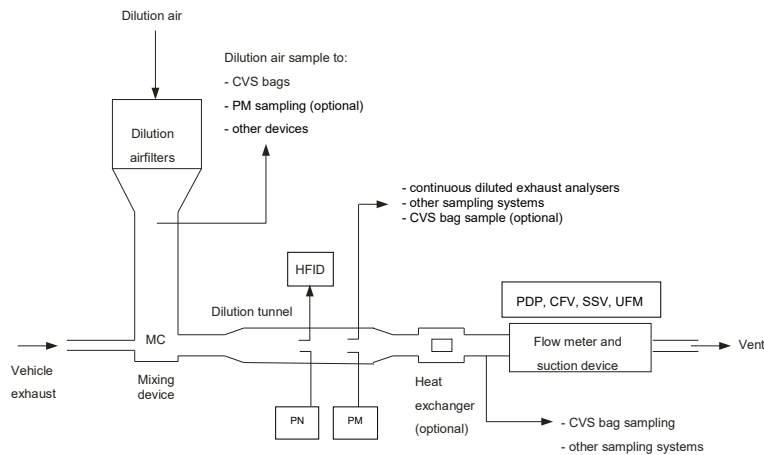 Dilution air
Dilution air sample to:
- CVS bags
- PM sampling (optional)
- other devices
Dilution
airfilters
- continuous diluted exhaust analysers
- other sampling systems
- CVS bag sample (optional)
HFID
PDP, CFV, SSV, UFM
Dilution tunnel
MC
Flow meter and
suction device
Vent
Vehicle
exhaust
Mixing
device
Heat
exchanger
(optional)
PN
PM
- CVS bag sampling
- other sampling systems